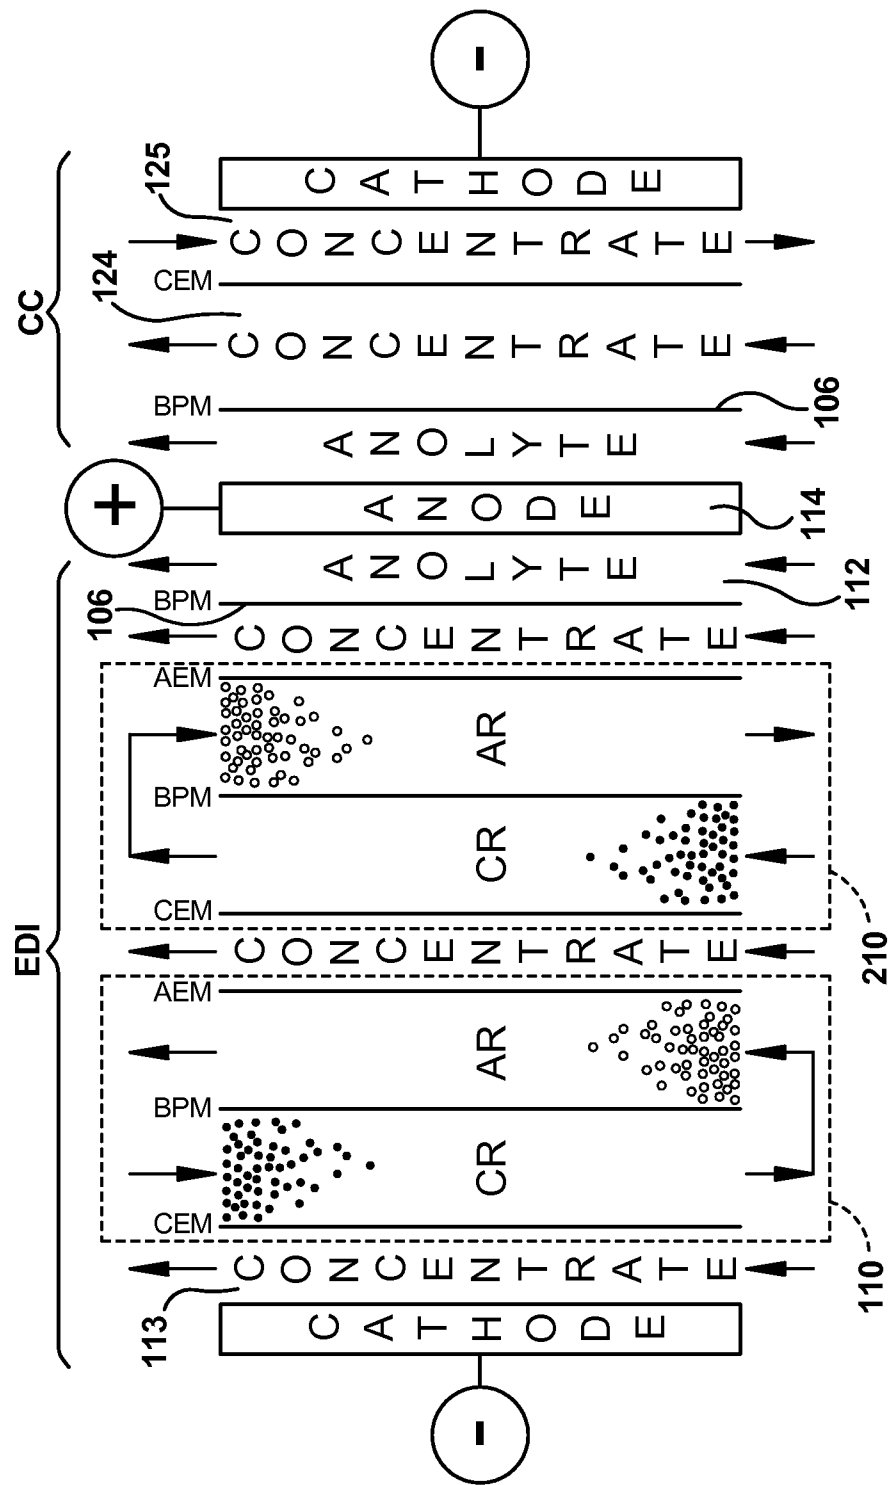 EDI
CC
106
+
124
113
125
CEM
BPM
AEM
CEM
BPM
AEM
BPM
BPM
CEM
-
CATHODE
CONCENTRATE
CR
AR
CONCENTRATE
CR
AR
CONCENTRATE
ANOLYTE
ANODE
ANOLYTE
CONCENTRATE
CONCENTRATE
CATHODE
-
110
210
112
114
106